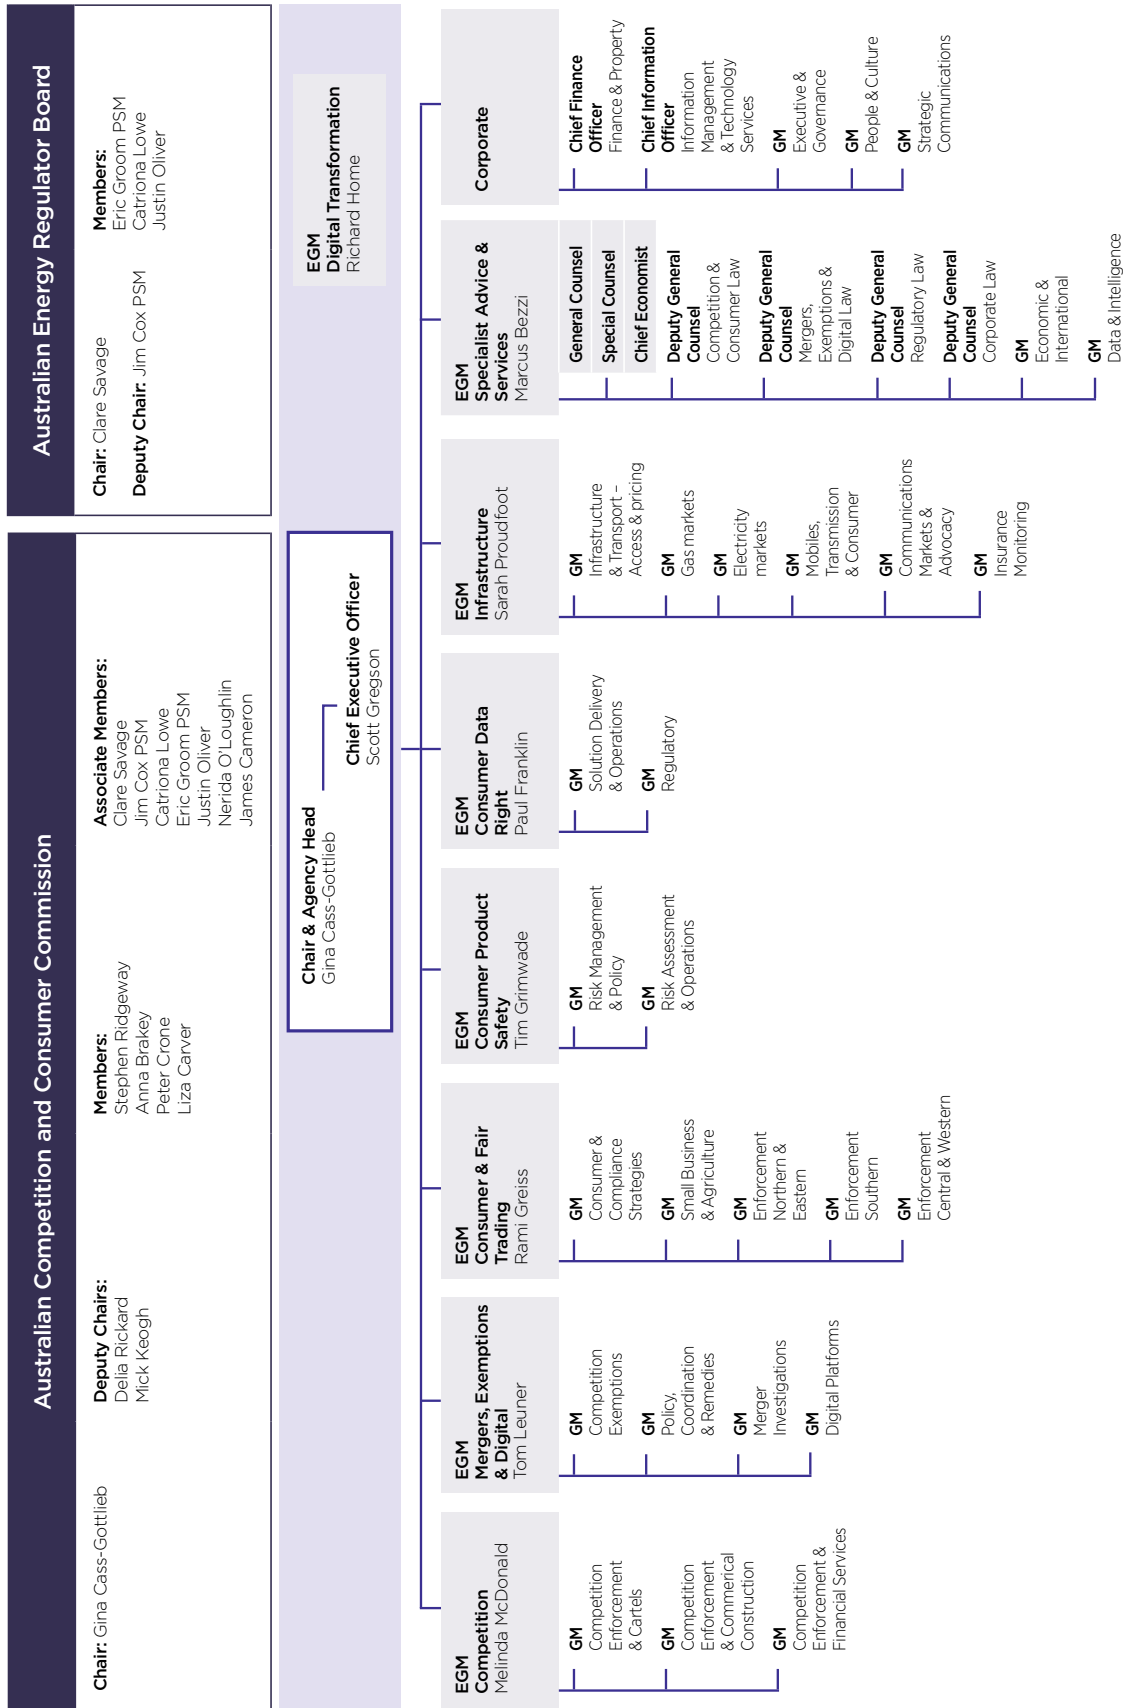 Australian Competition and Consumer Commission
Chair: Gina Cass-Gottlieb
Deputy Chairs:
Delia Rickard
Mick Keogh
Members:
Stephen Ridgeway
Anna Brakey
Peter Crone
Liza Carver
Associate Members:
Clare Savage
Jim Cox PSM
Catriona Lowe
Eric Groom PSM
Justin Oliver
Nerida O'Loughlin
James Cameron
Australian Energy Regulator Board
Chair: Clare Savage
Deputy Chair: Jim Cox PSM
Members:
Eric Groom PSM
Catriona Lowe
Justin Oliver
Chair & Agency Head
Gina Cass-Gottlieb
Chief Executive Officer
Scott Gregson
EGM
Digital Transformation
Richard Home
EGM
Competition
Melinda McDonald
GM
Competition
Enforcement
& Cartels
GM
Competition
Enforcement
& Commerical
Construction
GM
Competition
Enforcement &
Financial Services
EGM
Mergers, Exemptions
& Digital
Tom Leuner
GM
Competition
Exemptions
GM
Policy,
Coordination
& Remedies
GM
Merger
Investigations
GM
Digital Platforms
EGM
Consumer & Fair
Trading
Rami Greiss
GM
Consumer &
Compliance
Strategies
GM
Small Business
& Agriculture
GM
Enforcement
Northern &
Eastern
GM
Enforcement
Southern
GM
Enforcement
Central & Western
EGM
Consumer Product
Safety
Tim Grimwade
GM
Risk Management
& Policy
GM
Risk Assessment
& Operations
EGM
Consumer Data
Right
Paul Franklin
GM
Solution Delivery
& Operations
GM
Regulatory
EGM
Infrastructure
Sarah Proudfoot
GM
Infrastructure
& Transport –
Access & pricing
GM
Gas markets
GM
Electricity
markets
GM
Mobiles,
Transmission
& Consumer
GM
Communications
Markets &
Advocacy
GM
Insurance
Monitoring
EGM
Specialist Advice &
Services
Marcus Bezzi
General Counsel
Special Counsel
Chief Economist
Deputy General
Counsel
Competition &
Consumer Law
Deputy General
Counsel
Mergers,
Exemptions &
Digital Law
Deputy General
Counsel
Regulatory Law
Deputy General
Counsel
Corporate Law
GM
Economic &
International
GM
Data & Intelligence
Corporate
Chief Finance
Officer
Finance & Property
Chief Information
Officer
Information
Management
& Technology
Services
GM
Executive &
Governance
GM
People & Culture
GM
Strategic
Communications